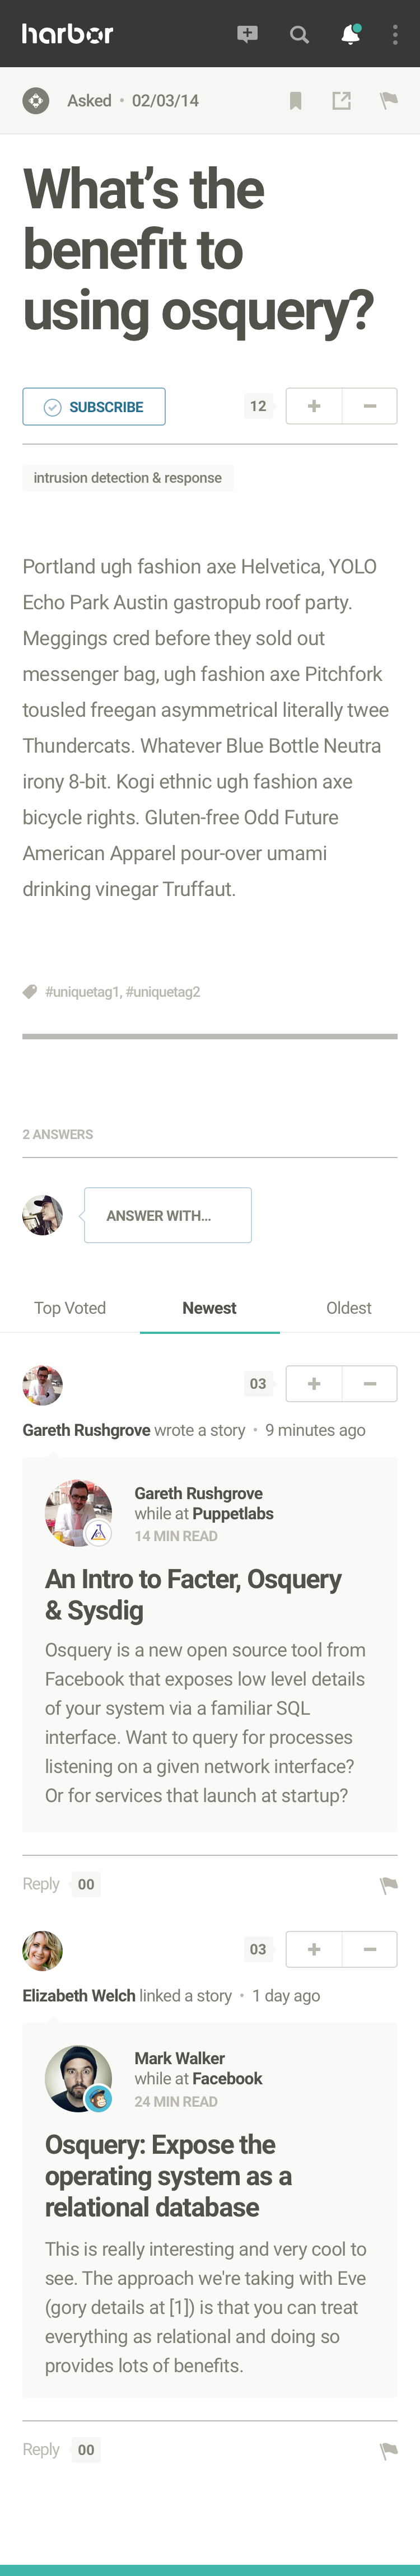 harbor
Asked • 02/03/14
What's the
benefit to
using osquery?
SUBSCRIBE
12
+ −
intrusion detection & response
Portland ugh fashion axe Helvetica, YOLO
Echo Park Austin gastropub roof party.
Meggings cred before they sold out
messenger bag, ugh fashion axe Pitchfork
tousled freegan asymmetrical literally twee
Thundercats. Whatever Blue Bottle Neutra
irony 8-bit. Kogi ethnic ugh fashion axe
bicycle rights. Gluten-free Odd Future
American Apparel pour-over umami
drinking vinegar Truffaut.
#uniquetag1, #uniquetag2
2 ANSWERS
ANSWER WITH...
Top Voted Newest Oldest
03
+ −
Gareth Rushgrove wrote a story • 9 minutes ago
Gareth Rushgrove
while at Puppetlabs
14 MIN READ
An Intro to Facter, Osquery
& Sysdig
Osquery is a new open source tool from
Facebook that exposes low level details
of your system via a familiar SQL
interface. Want to query for processes
listening on a given network interface?
Or for services that launch at startup?
Reply 00
03
+ −
Elizabeth Welch linked a story • 1 day ago
Mark Walker
while at Facebook
24 MIN READ
Osquery: Expose the
operating system as a
relational database
This is really interesting and very cool to
see. The approach we're taking with Eve
(gory details at [1]) is that you can treat
everything as relational and doing so
provides lots of benefits.
Reply 00